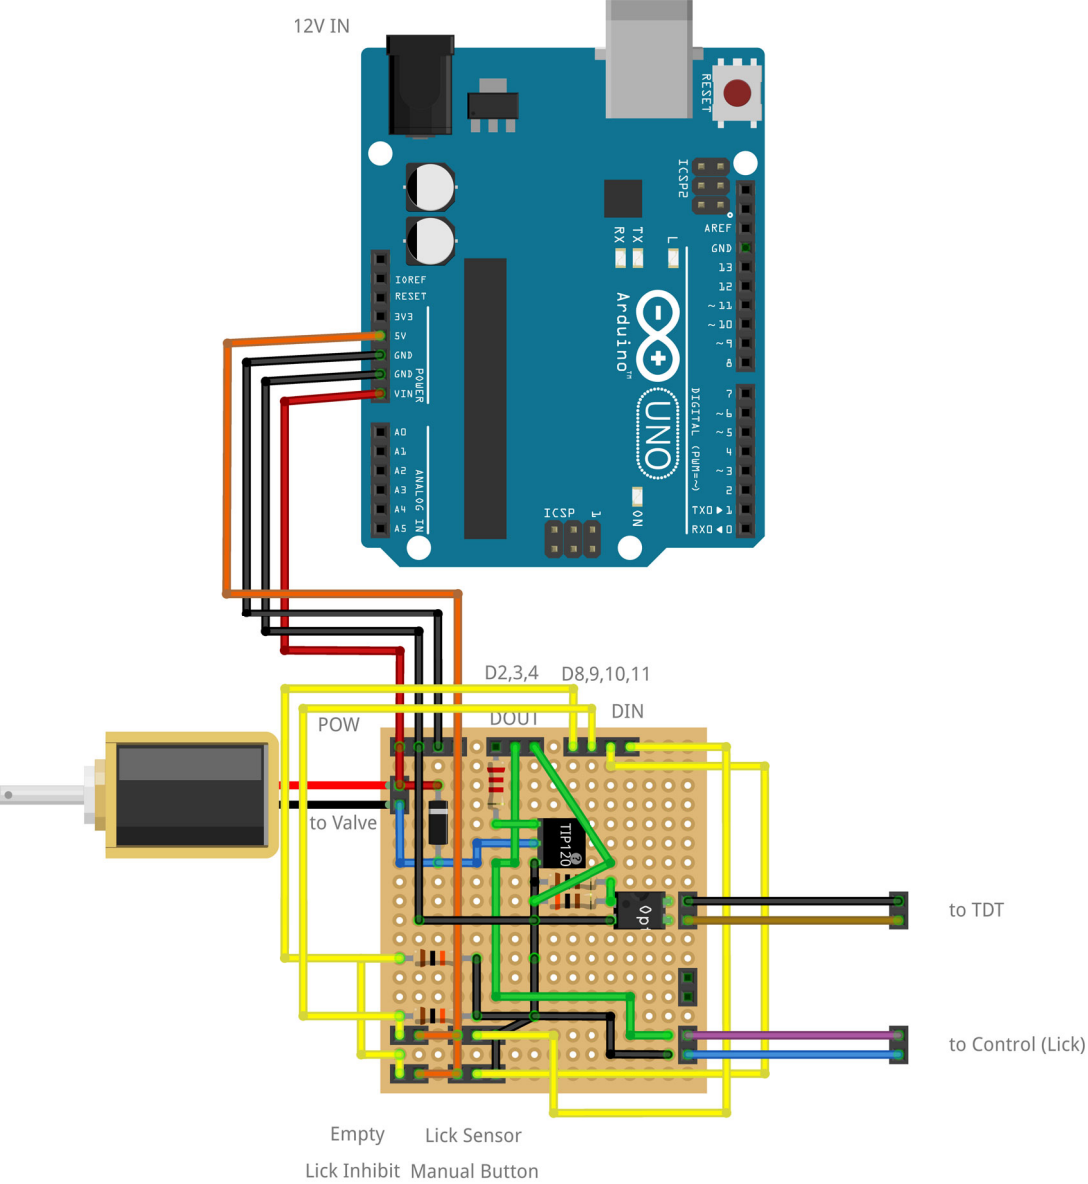 12V IN
RESET
ICSP2
AREF
GND
13
12
~ 11
~ 10
~ 9
8
RX
TX
L
IOREF
RESET
3V3
5V
GND
GND
VIN
POWER
Arduino™
UNO
DIGITAL (PWM=~)
7
~ 6
~ 5
4
~ 3
2
TX0 ▶ 1
RX0 ◀ 0
A0
A1
A2
A3
A4
A5
ANALOG IN
ICSP
1
ON
D2,3,4
D8,9,10,11
POW
DOUT
DIN
to Valve
TIP120
Op
to TDT
to Control (Lick)
Empty
Lick Sensor
Lick Inhibit
Manual Button